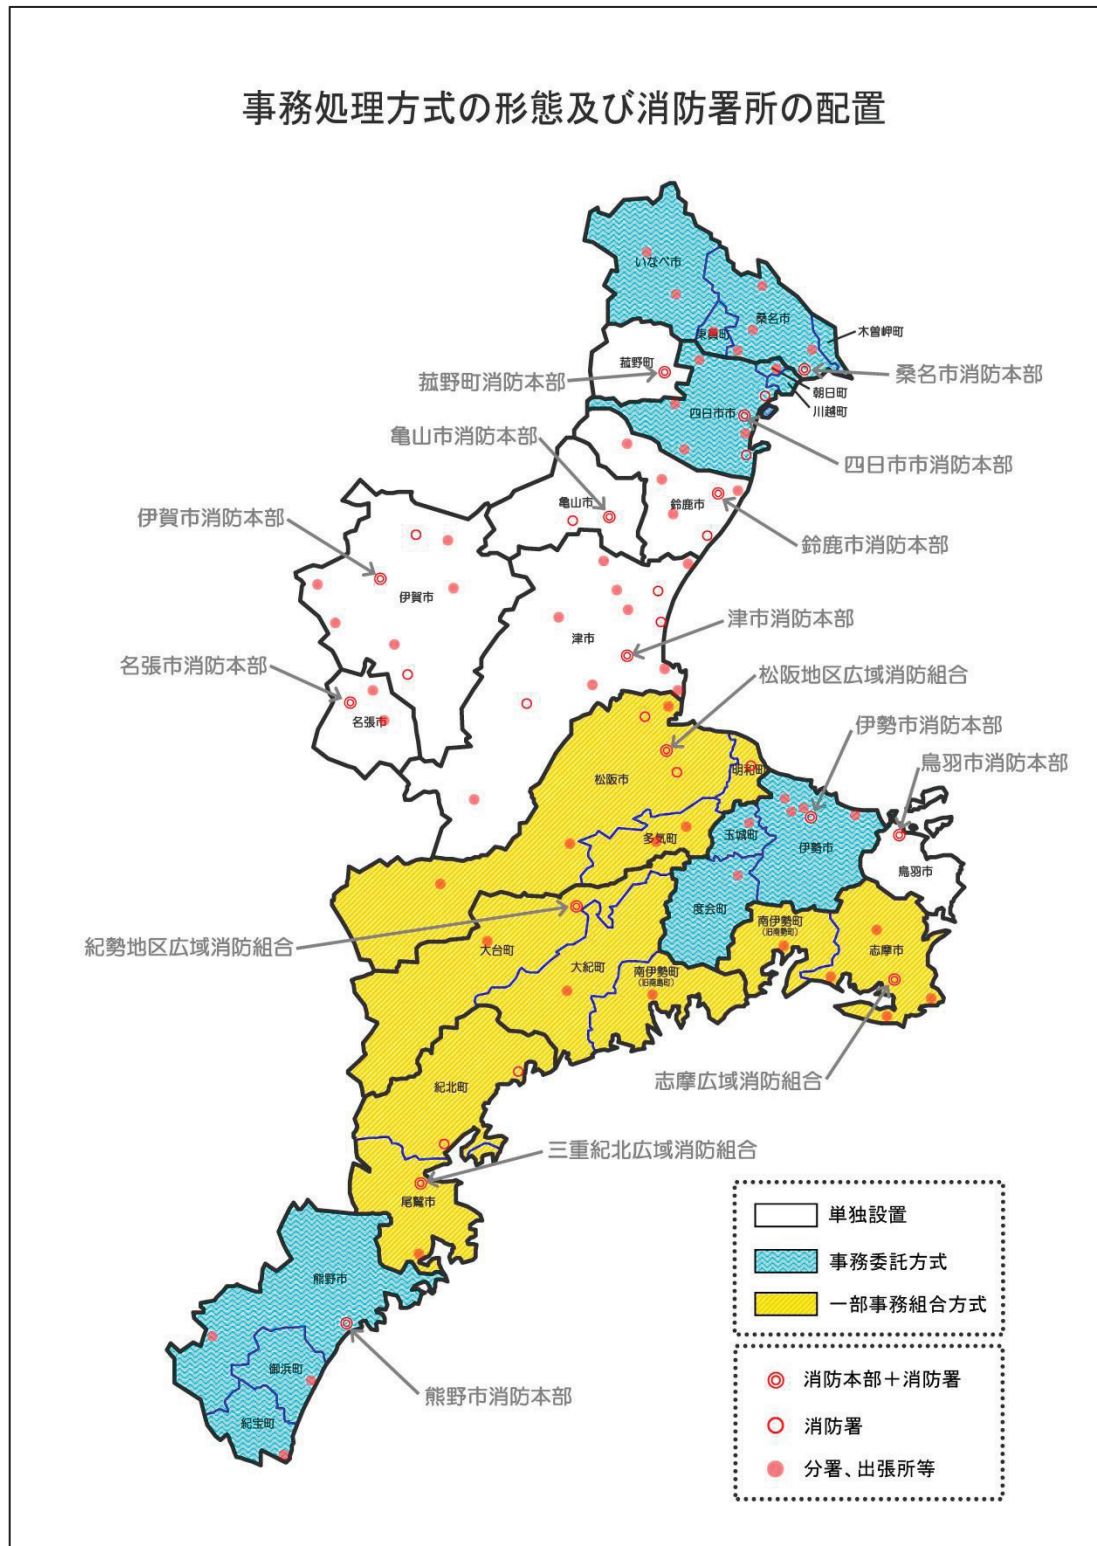 事務処理方式の形態及び消防署所の配置
いなべ市
桑名市
東員町
木曽岬町
菰野町
菰野町消防本部
桑名市消防本部
朝日町
川越町
四日市市
亀山市消防本部
四日市市消防本部
亀山市
鈴鹿市
伊賀市消防本部
鈴鹿市消防本部
伊賀市
津市
津市消防本部
名張市消防本部
松阪地区広域消防組合
名張市
伊勢市消防本部
鳥羽市消防本部
松阪市
明和町
多気町
玉城町
伊勢市
鳥羽市
度会町
南伊勢町
(旧南勢町)
志摩市
紀勢地区広域消防組合
大台町
大紀町
南伊勢町
(旧南島町)
志摩広域消防組合
紀北町
三重紀北広域消防組合
尾鷲市
熊野市
御浜町
紀宝町
熊野市消防本部
単独設置
事務委託方式
一部事務組合方式
消防本部＋消防署
消防署
分署、出張所等